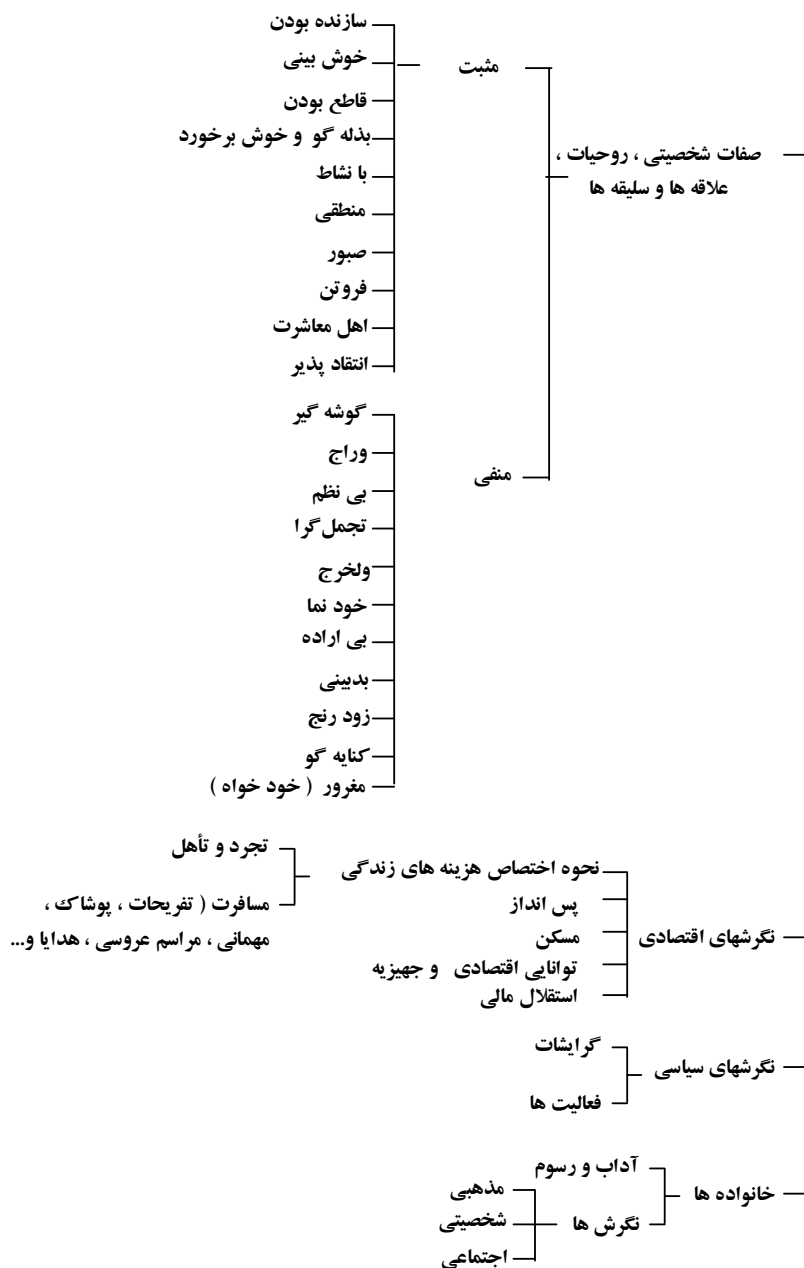 صفات شخصیتی ، روحیات ،
علاقه ها و سلیقه ها
مثبت
سازنده بودن
خوش بینی
قاطع بودن
بذله گو و خوش برخورد
با نشاط
منطقی
صبور
فروتن
اهل معاشرت
انتقاد پذیر
منفی
گوشه گیر
وراج
بی نظم
تجمل گرا
ولخرج
خود نما
بی اراده
بدبینی
زود رنج
کنایه گو
مغرور ( خود خواه )
نگرشهای اقتصادی
نحوه اختصاص هزینه های زندگی
تجرد و تأهل
مسافرت ( تفریحات ، پوشاک ،
مهمانی ، مراسم عروسی ، هدایا و...
پس انداز
مسکن
توانایی اقتصادی و جهیزیه
استقلال مالی
نگرشهای سیاسی
گرایشات
فعالیت ها
خانواده ها
آداب و رسوم
نگرش ها
مذهبی
شخصیتی
اجتماعی